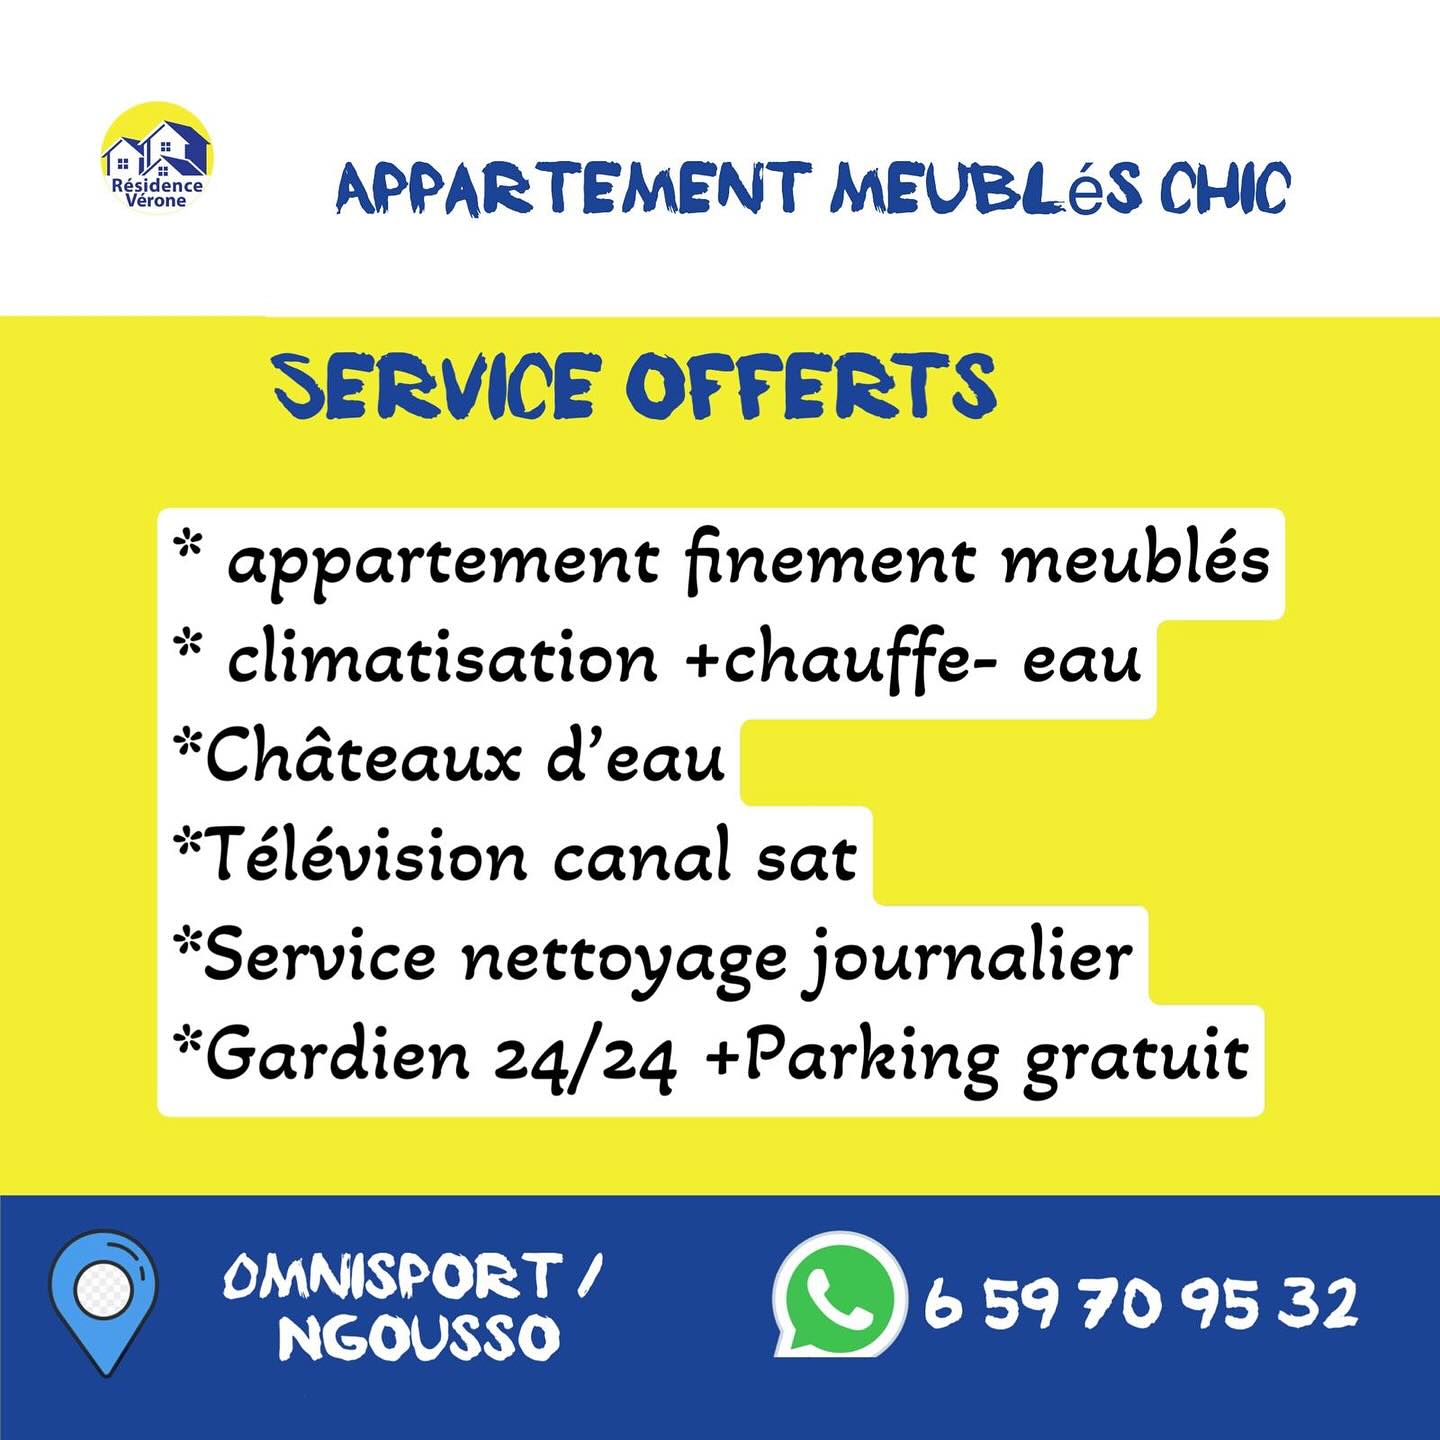 Résidence
Vérone
APPARTEMENT MEUBLéS CHIC
SERVICE OFFERTS
* appartement finement meublés
* climatisation +chauffe- eau
*Châteaux d’eau
*Télévision canal sat
*Service nettoyage journalier
*Gardien 24/24 +Parking gratuit
OMNISPORT /
NGOUSSO
6 59 70 95 32